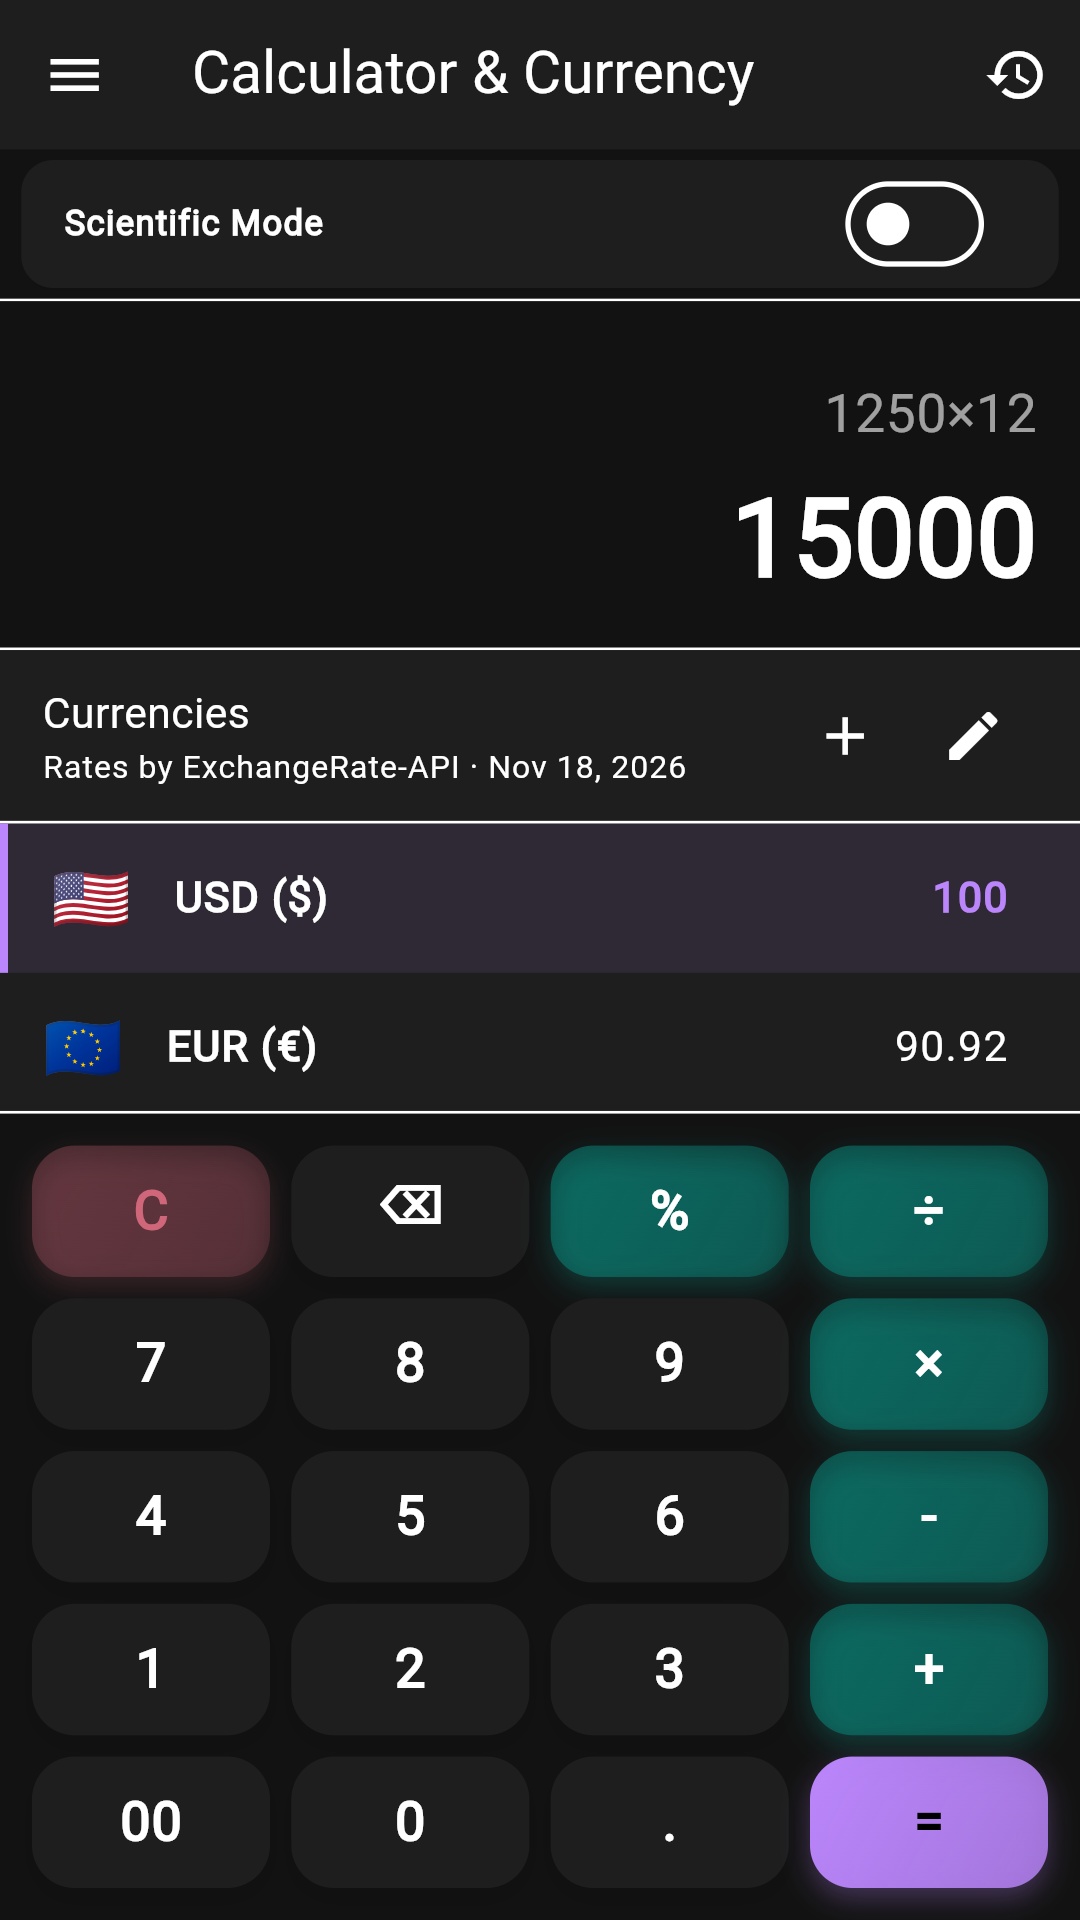 Calculator & Currency
Scientific Mode
1250×12
15000
Currencies
Rates by ExchangeRate-API · Nov 18, 2026
USD ($) 100
EUR (€) 90.92
C % ÷
7 8 9 ×
4 5 6 -
1 2 3 +
00 0 . =